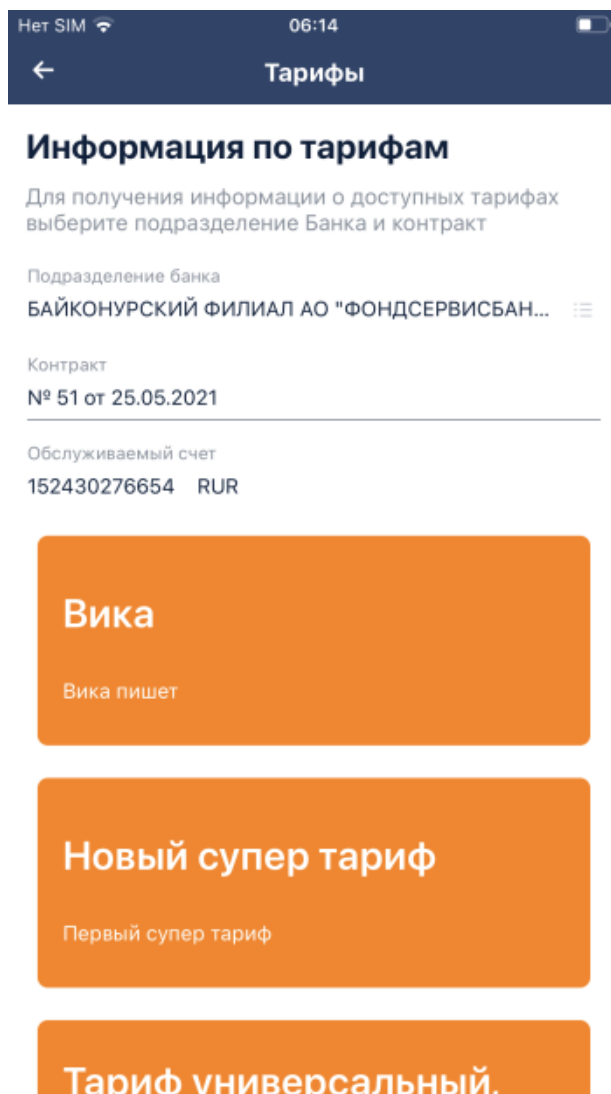 Нет SIM 06:14
Тарифы
Информация по тарифам
Для получения информации о доступных тарифах
выберите подразделение Банка и контракт
Подразделение банка
БАЙКОНУРСКИЙ ФИЛИАЛ АО "ФОНДСЕРВИСБАН...
Контракт
№ 51 от 25.05.2021
Обслуживаемый счет
152430276654 RUR
Вика
Вика пишет
Новый супер тариф
Первый супер тариф
Тариф универсальный.